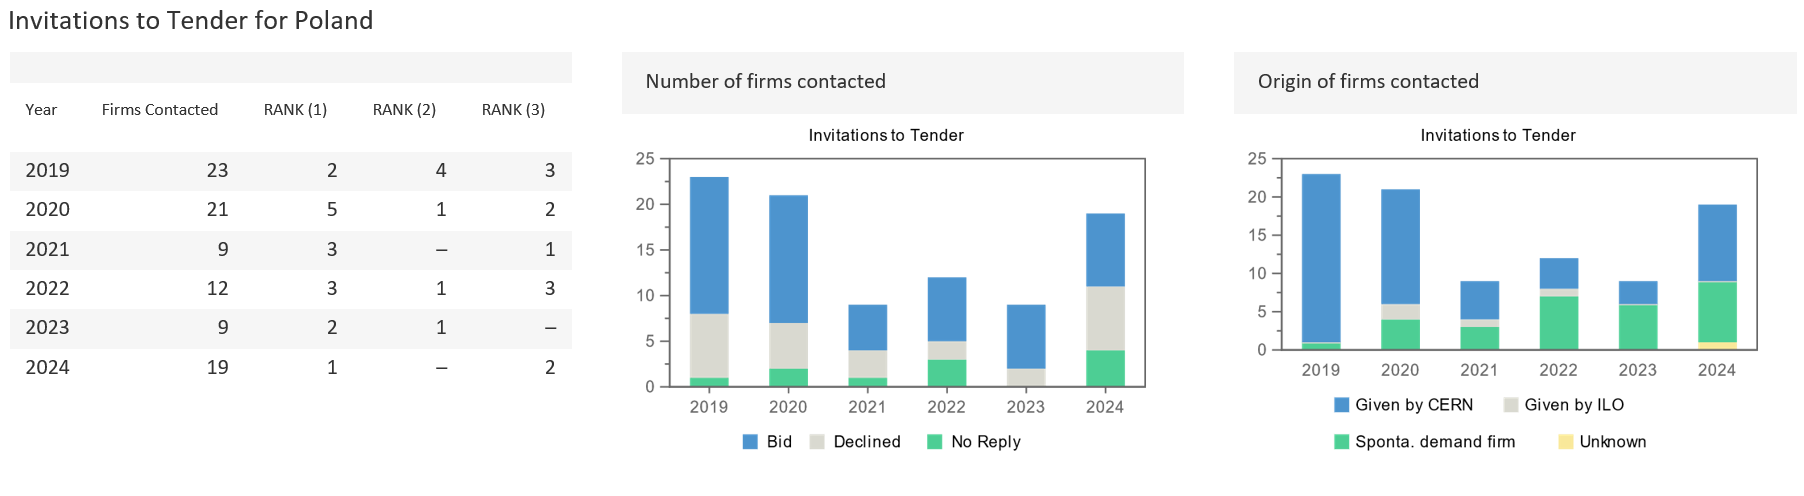 Invitations to Tender for Poland
Year Firms Contacted RANK (1) RANK (2) RANK (3)
2019 23 2 4 3
2020 21 5 1 2
2021 9 3 – 1
2022 12 3 1 3
2023 9 2 1 –
2024 19 1 – 2
Number of firms contacted
Invitations to Tender
25
20
15
10
5
0
2019 2020 2021 2022 2023 2024
Bid Declined No Reply
Origin of firms contacted
Invitations to Tender
25
20
15
10
5
0
2019 2020 2021 2022 2023 2024
Given by CERN Given by ILO
Sponta. demand firm Unknown